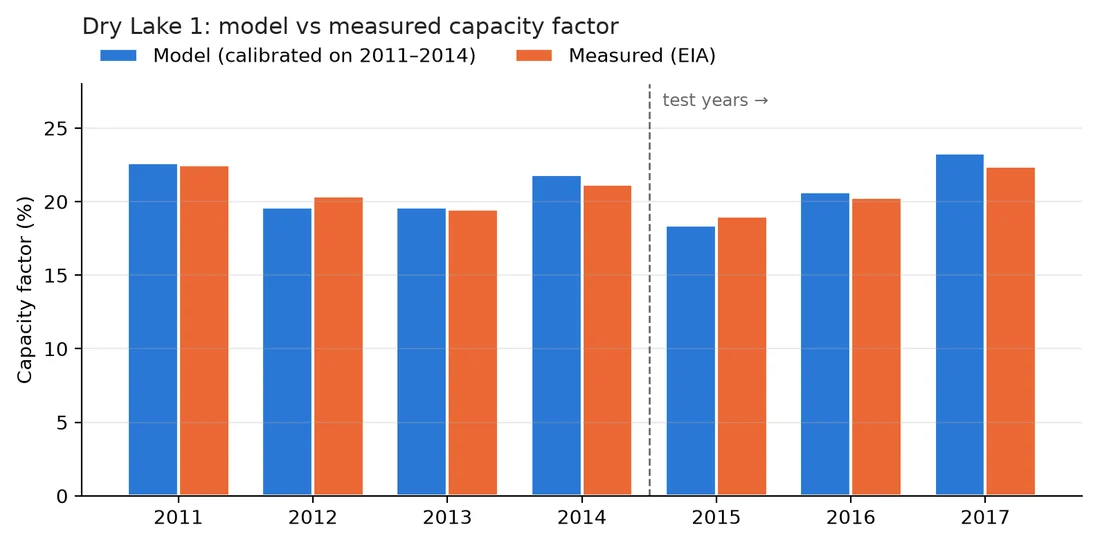 Dry Lake 1: model vs measured capacity factor
Model (calibrated on 2011–2014) Measured (EIA)
test years →
Capacity factor (%)
25
20
15
10
5
0
2011 2012 2013 2014 2015 2016 2017